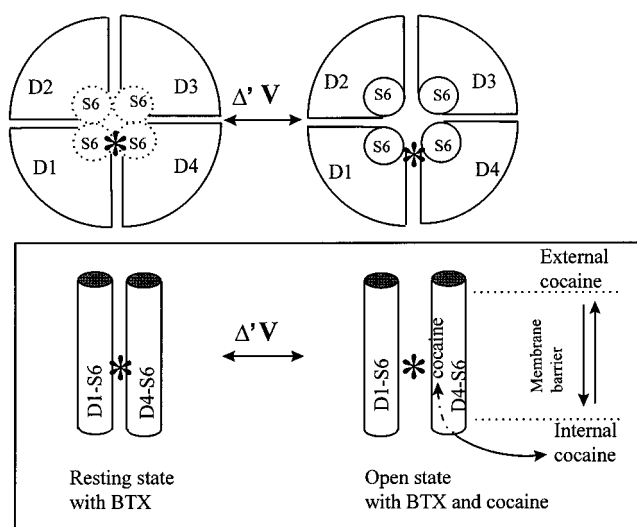 D2
S6
S6
D3
S6
S6
D1
D4
Δ' V
D2
S6
S6
D3
S6
S6
D1
D4
D1-S6
D4-S6
Resting state
with BTX
Δ' V
D1-S6
cocaine
D4-S6
Open state
with BTX and cocaine
External
cocaine
Membrane
barrier
Internal
cocaine